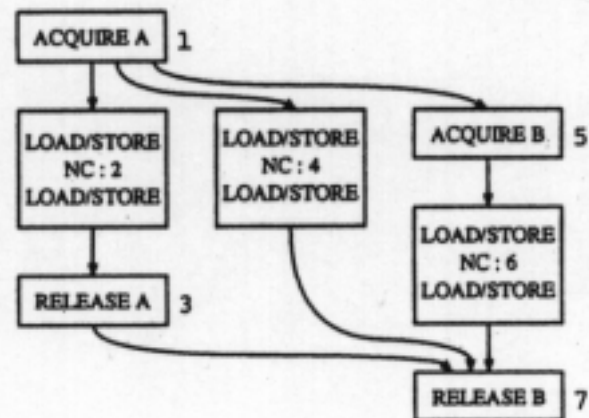 ACQUIRE A 1
LOAD/STORE
NC : 2
LOAD/STORE
LOAD/STORE
NC : 4
LOAD/STORE
ACQUIRE B 5
RELEASE A 3
LOAD/STORE
NC : 6
LOAD/STORE
RELEASE B 7